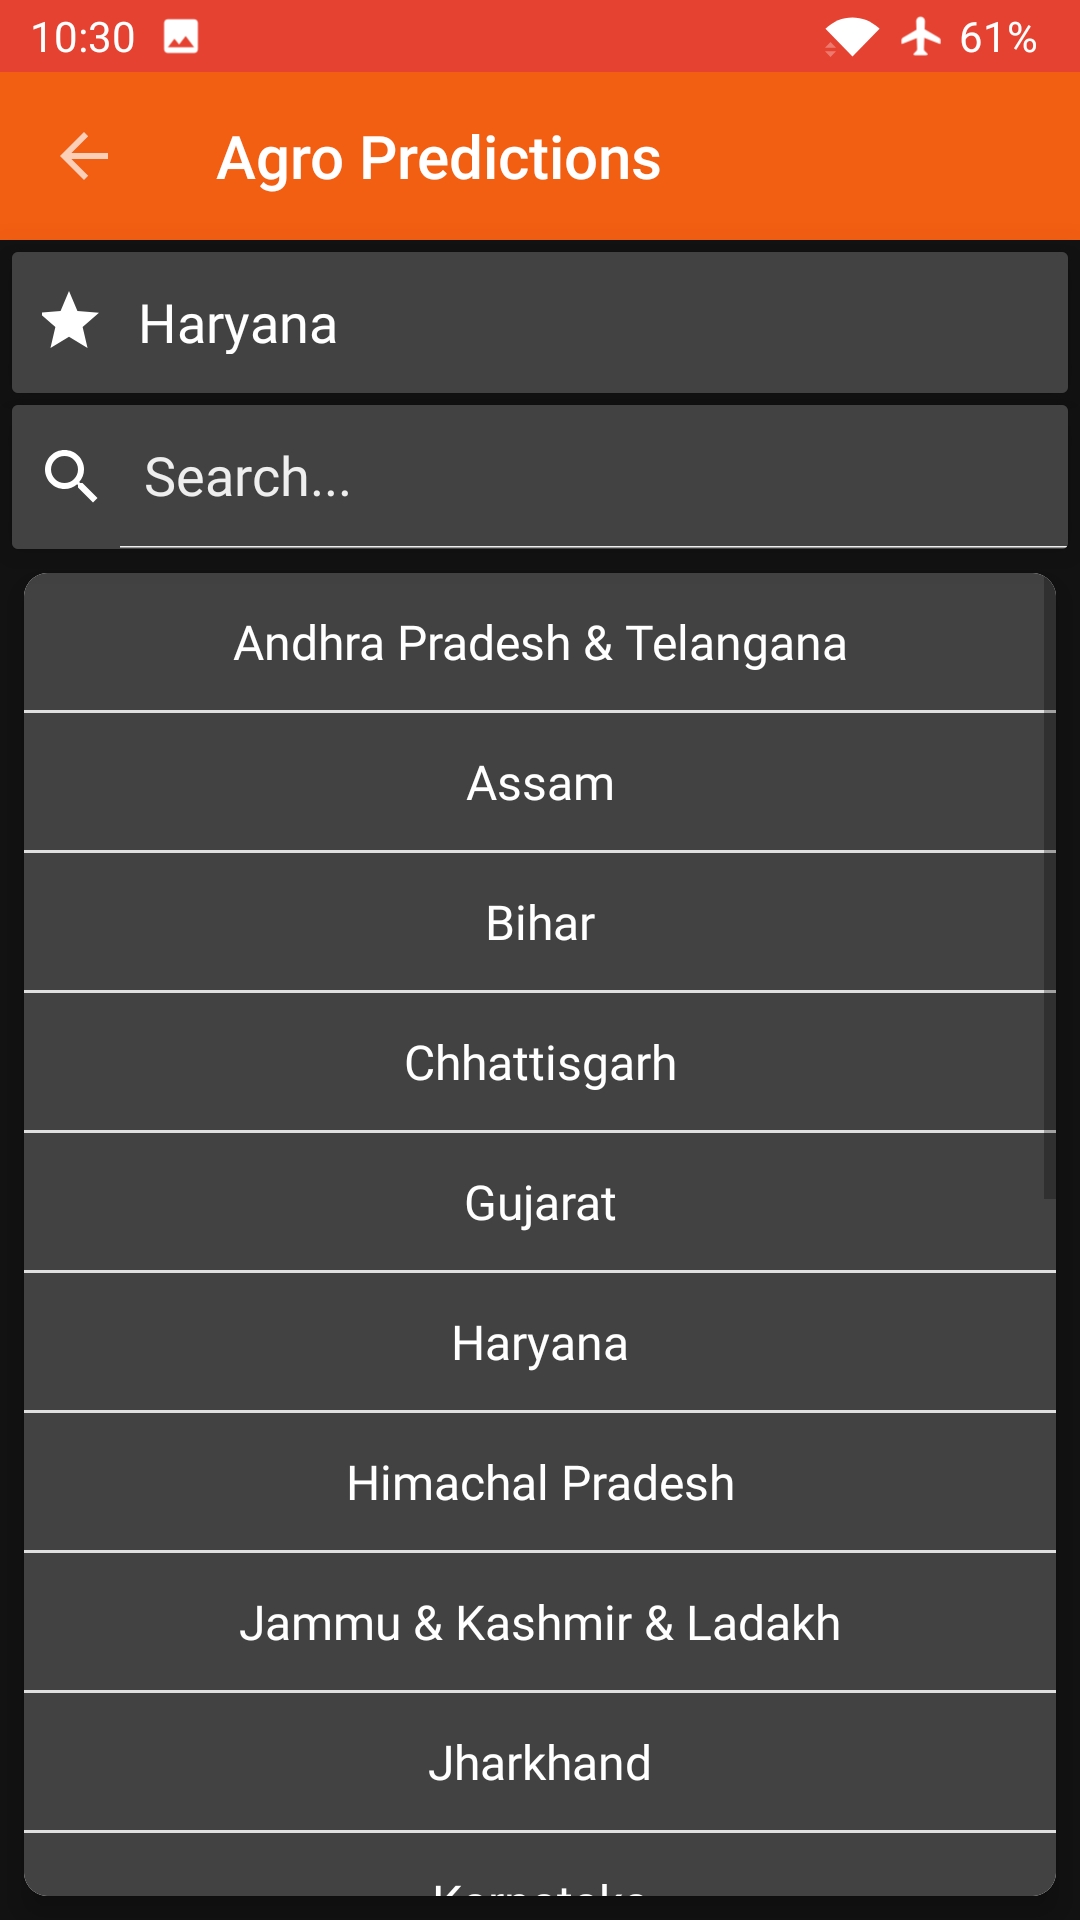 10:30
61%
Agro Predictions
Haryana
Search...
Andhra Pradesh & Telangana
Assam
Bihar
Chhattisgarh
Gujarat
Haryana
Himachal Pradesh
Jammu & Kashmir & Ladakh
Jharkhand